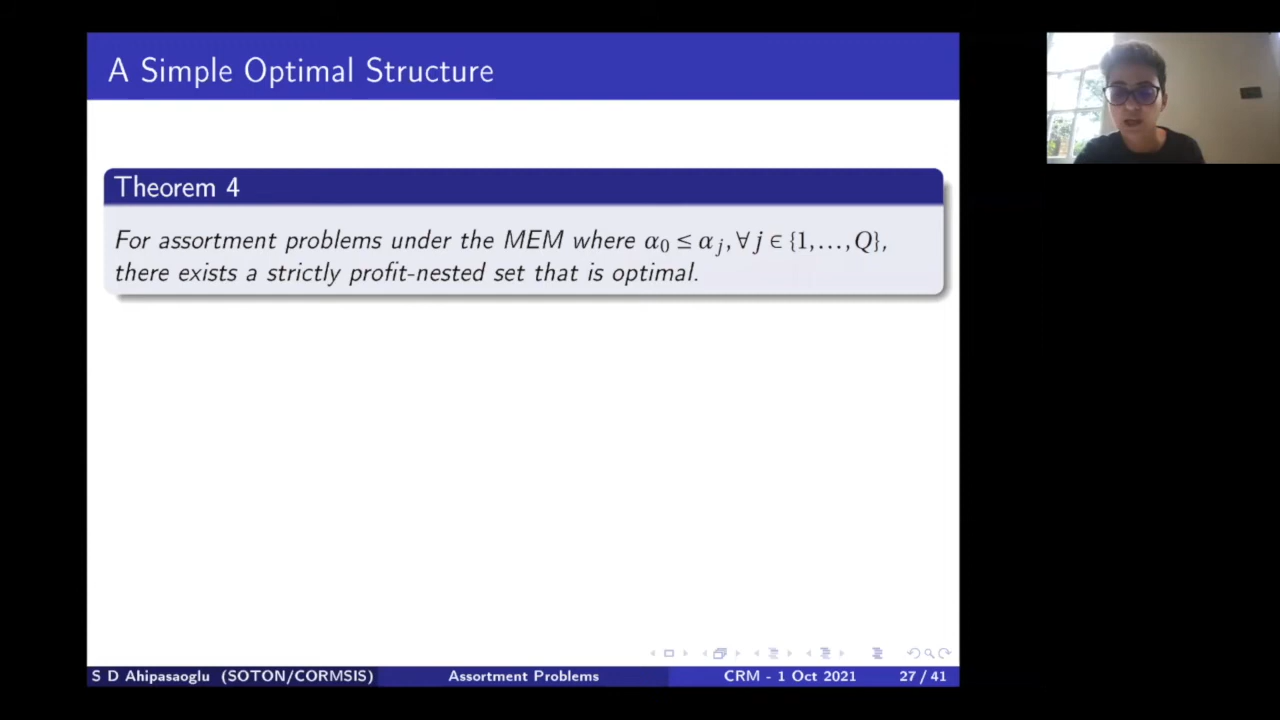 A Simple Optimal Structure
Theorem 4
For assortment problems under the MEM where α₀ ≤ αⱼ, ∀ j ∈ {1,…,Q},
there exists a strictly profit-nested set that is optimal.
S D Ahipasaoglu (SOTON/CORMSIS) Assortment Problems CRM - 1 Oct 2021 27 / 41